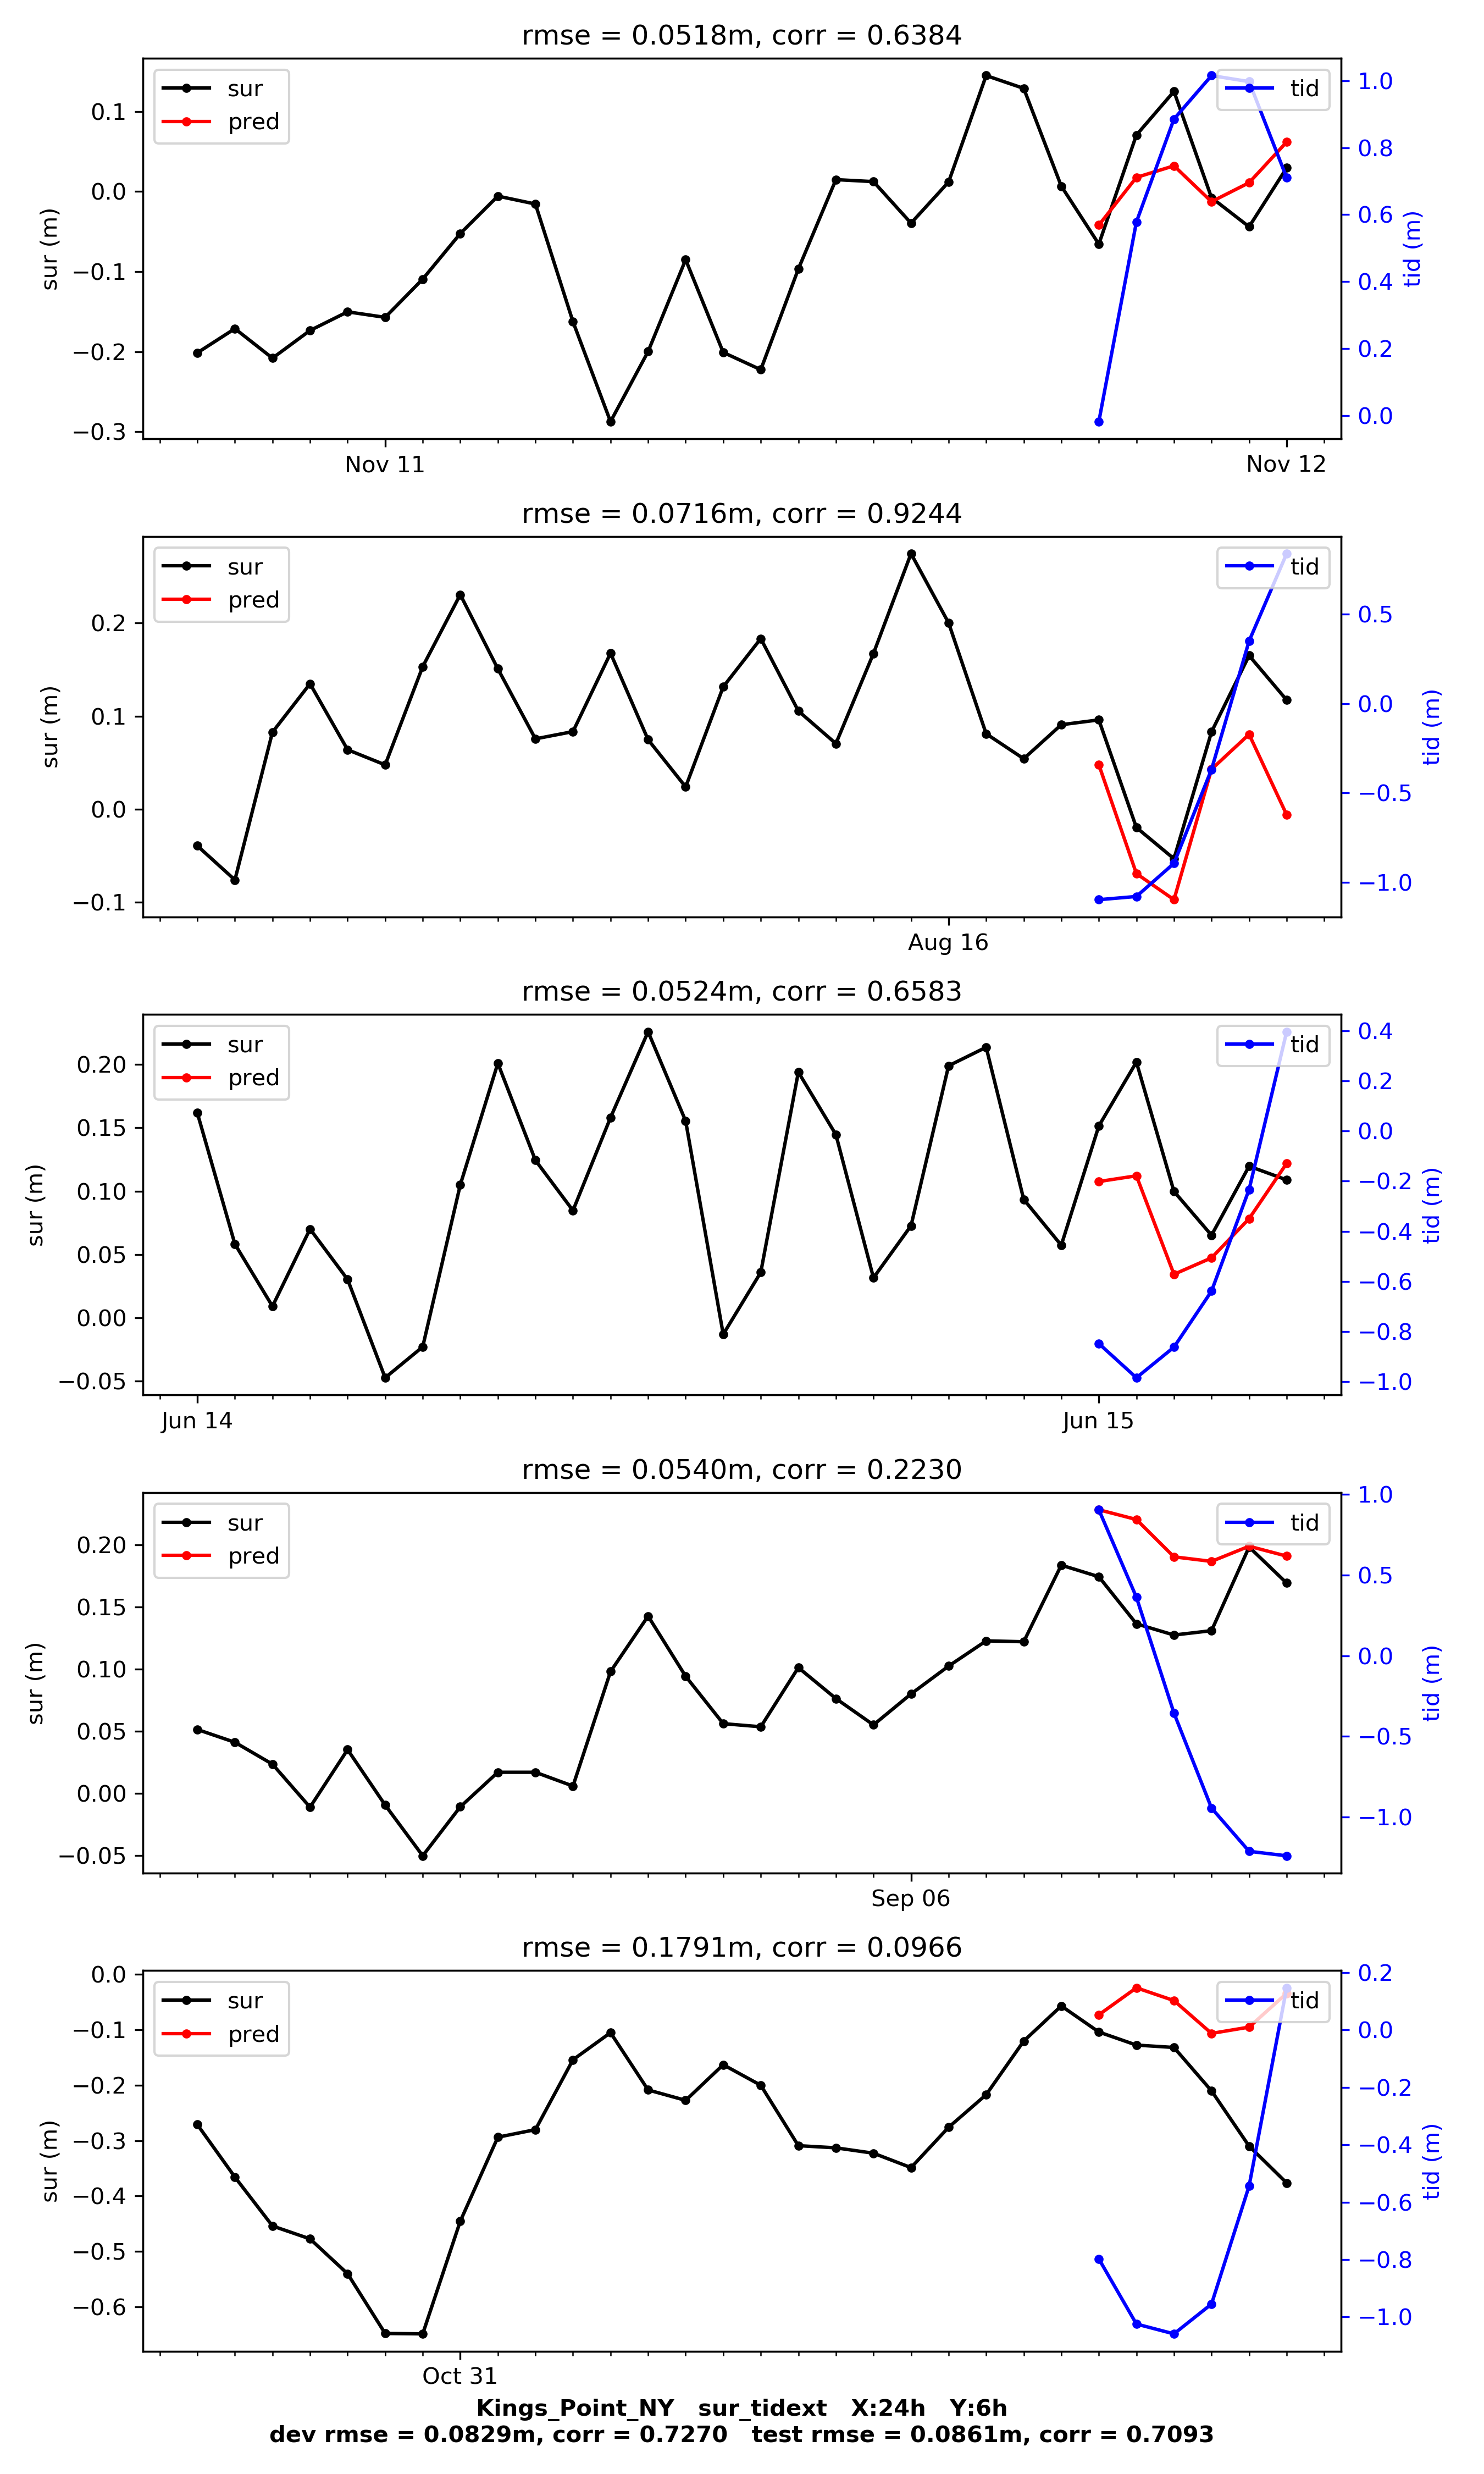 rmse = 0.0518m, corr = 0.6384
sur
pred
tid
0.1
0.0
−0.1
−0.2
−0.3
sur (m)
1.0
0.8
0.6
0.4
0.2
0.0
tid (m)
Nov 11
Nov 12
rmse = 0.0716m, corr = 0.9244
sur
pred
tid
0.2
0.1
0.0
−0.1
sur (m)
0.5
0.0
−0.5
−1.0
tid (m)
Aug 16
rmse = 0.0524m, corr = 0.6583
sur
pred
tid
0.20
0.15
0.10
0.05
0.00
−0.05
sur (m)
0.4
0.2
0.0
−0.2
−0.4
−0.6
−0.8
−1.0
tid (m)
Jun 14
Jun 15
rmse = 0.0540m, corr = 0.2230
sur
pred
tid
0.20
0.15
0.10
0.05
0.00
−0.05
sur (m)
1.0
0.5
0.0
−0.5
−1.0
tid (m)
Sep 06
rmse = 0.1791m, corr = 0.0966
sur
pred
tid
0.0
−0.1
−0.2
−0.3
−0.4
−0.5
−0.6
sur (m)
0.2
0.0
−0.2
−0.4
−0.6
−0.8
−1.0
tid (m)
Oct 31
Kings_Point_NY sur_tidext X:24h Y:6h
dev rmse = 0.0829m, corr = 0.7270 test rmse = 0.0861m, corr = 0.7093